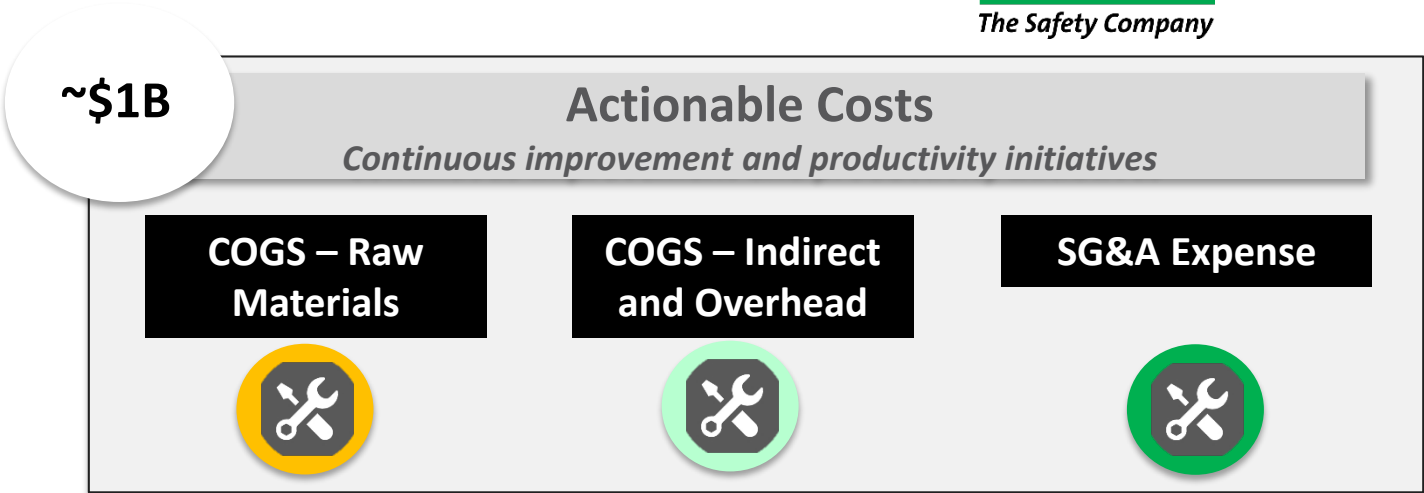 The Safety Company
~$1B
Actionable Costs
Continuous improvement and productivity initiatives
COGS – Raw
Materials
COGS – Indirect
and Overhead
SG&A Expense